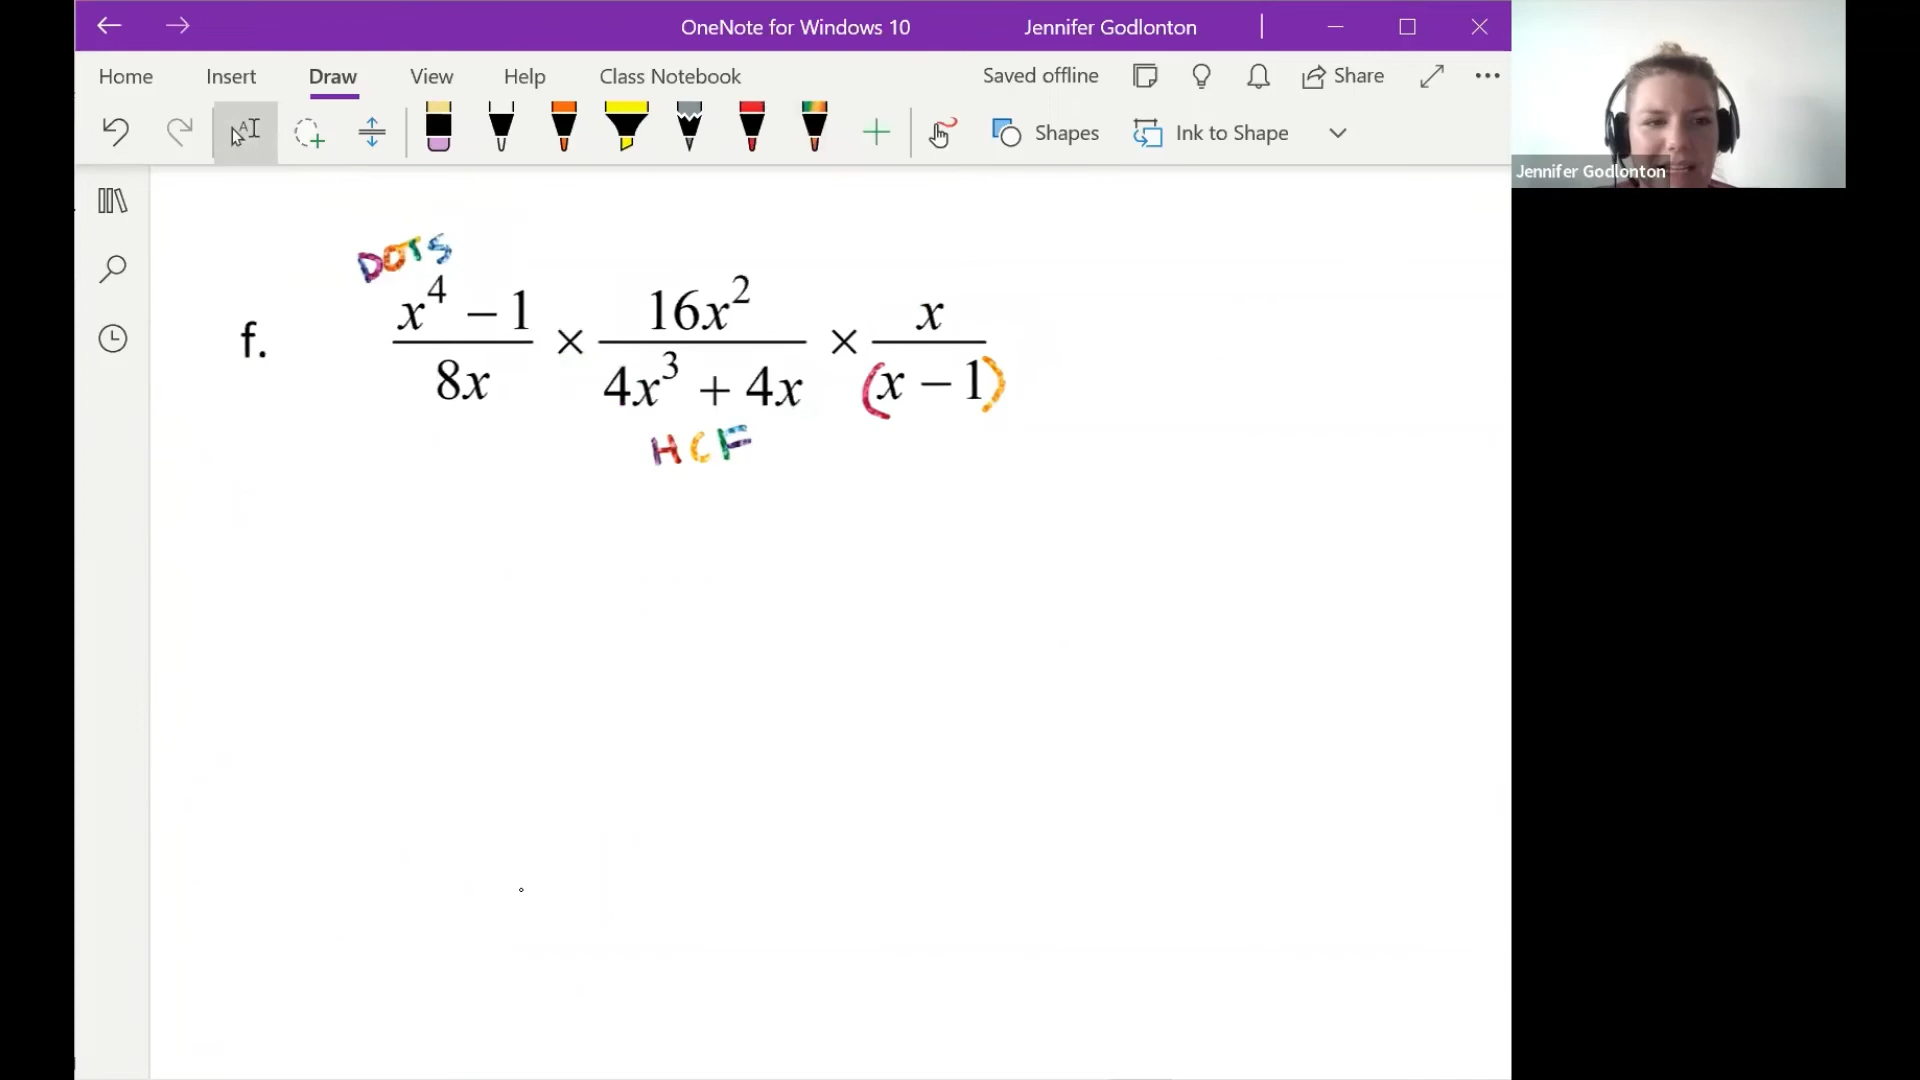 OneNote for Windows 10 Jennifer Godlonton
Home Insert Draw View Help Class Notebook Saved offline Share
Shapes Ink to Shape
Jennifer Godlonton
DOTS
f. x⁴ − 1 / 8x × 16x² / 4x³ + 4x × x / (x − 1)
HCF